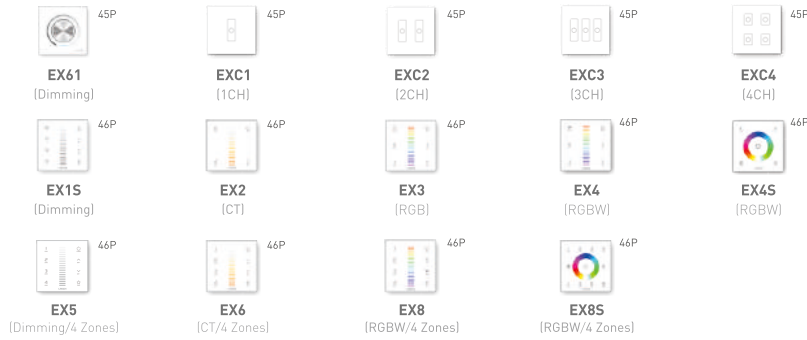 45P 45P 45P 45P 45P
EX61 EXC1 EXC2 EXC3 EXC4
(Dimming) (1CH) (2CH) (3CH) (4CH)
46P 46P 46P 46P 46P
EX1S EX2 EX3 EX4 EX4S
(Dimming) (CT) (RGB) (RGBW) (RGBW)
46P 46P 46P 46P
EX5 EX6 EX8 EX8S
(Dimming/4 Zones) (CT/4 Zones) (RGBW/4 Zones) (RGBW/4 Zones)